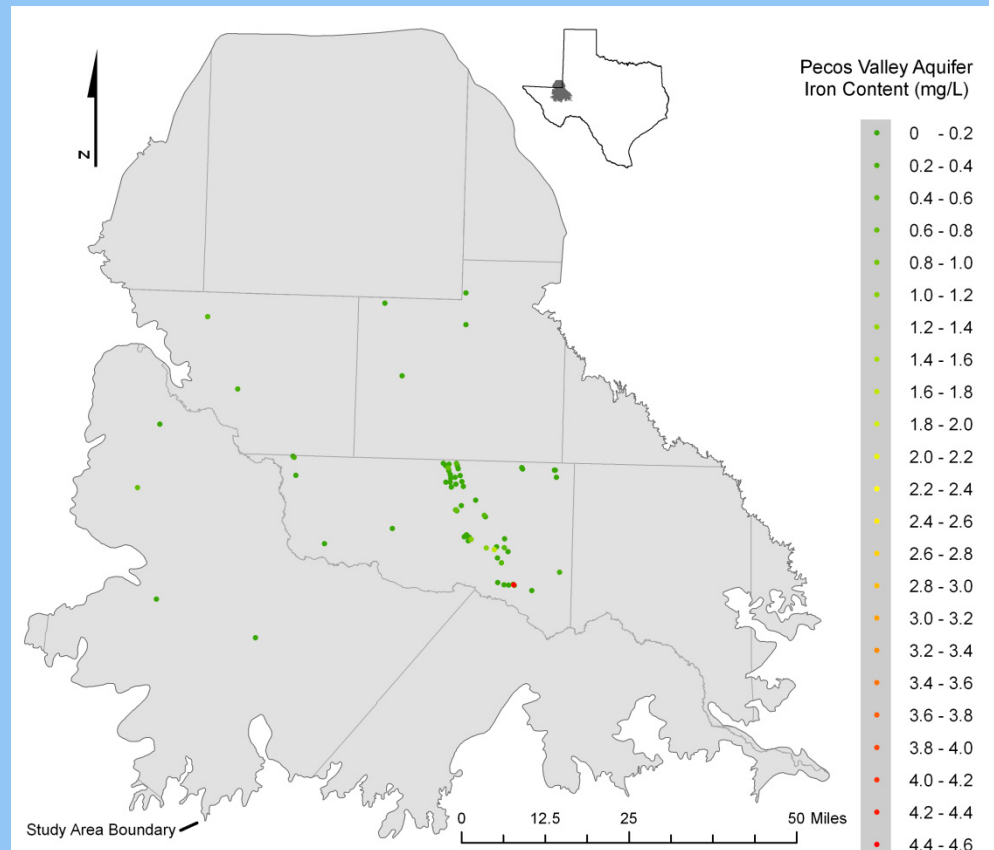 Pecos Valley Aquifer
Iron Content (mg/L)
0 - 0.2
0.2 - 0.4
0.4 - 0.6
0.6 - 0.8
0.8 - 1.0
1.0 - 1.2
1.2 - 1.4
1.4 - 1.6
1.6 - 1.8
1.8 - 2.0
2.0 - 2.2
2.2 - 2.4
2.4 - 2.6
2.6 - 2.8
2.8 - 3.0
3.0 - 3.2
3.2 - 3.4
3.4 - 3.6
3.6 - 3.8
3.8 - 4.0
4.0 - 4.2
4.2 - 4.4
4.4 - 4.6
N
Study Area Boundary
0 12.5 25 50 Miles